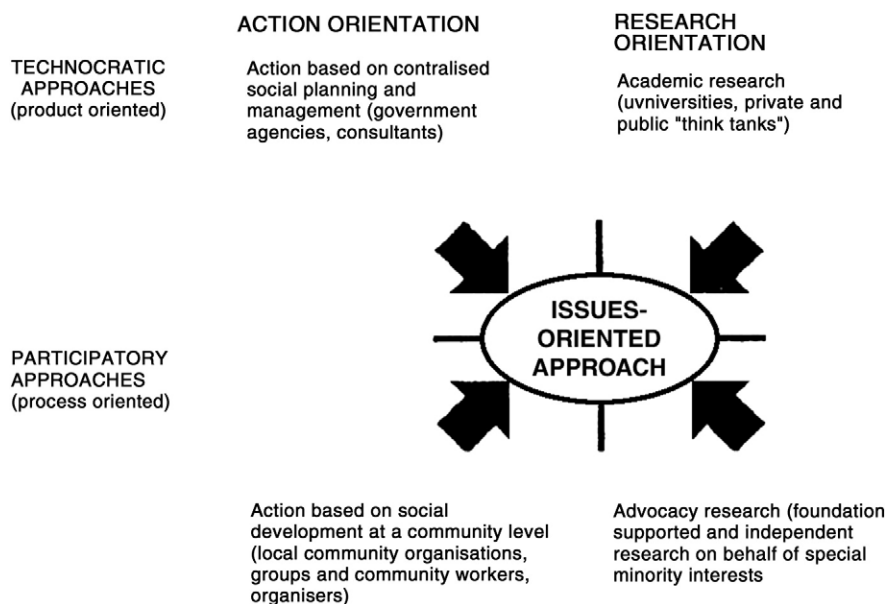 ACTION ORIENTATION
RESEARCH
ORIENTATION
TECHNOCRATIC
APPROACHES
(product oriented)
Action based on contralised
social planning and
management (government
agencies, consultants)
Academic research
(uvniversities, private and
public "think tanks")
ISSUES-
ORIENTED
APPROACH
PARTICIPATORY
APPROACHES
(process oriented)
Action based on social
development at a community level
(local community organisations,
groups and community workers,
organisers)
Advocacy research (foundation
supported and independent
research on behalf of special
minority interests